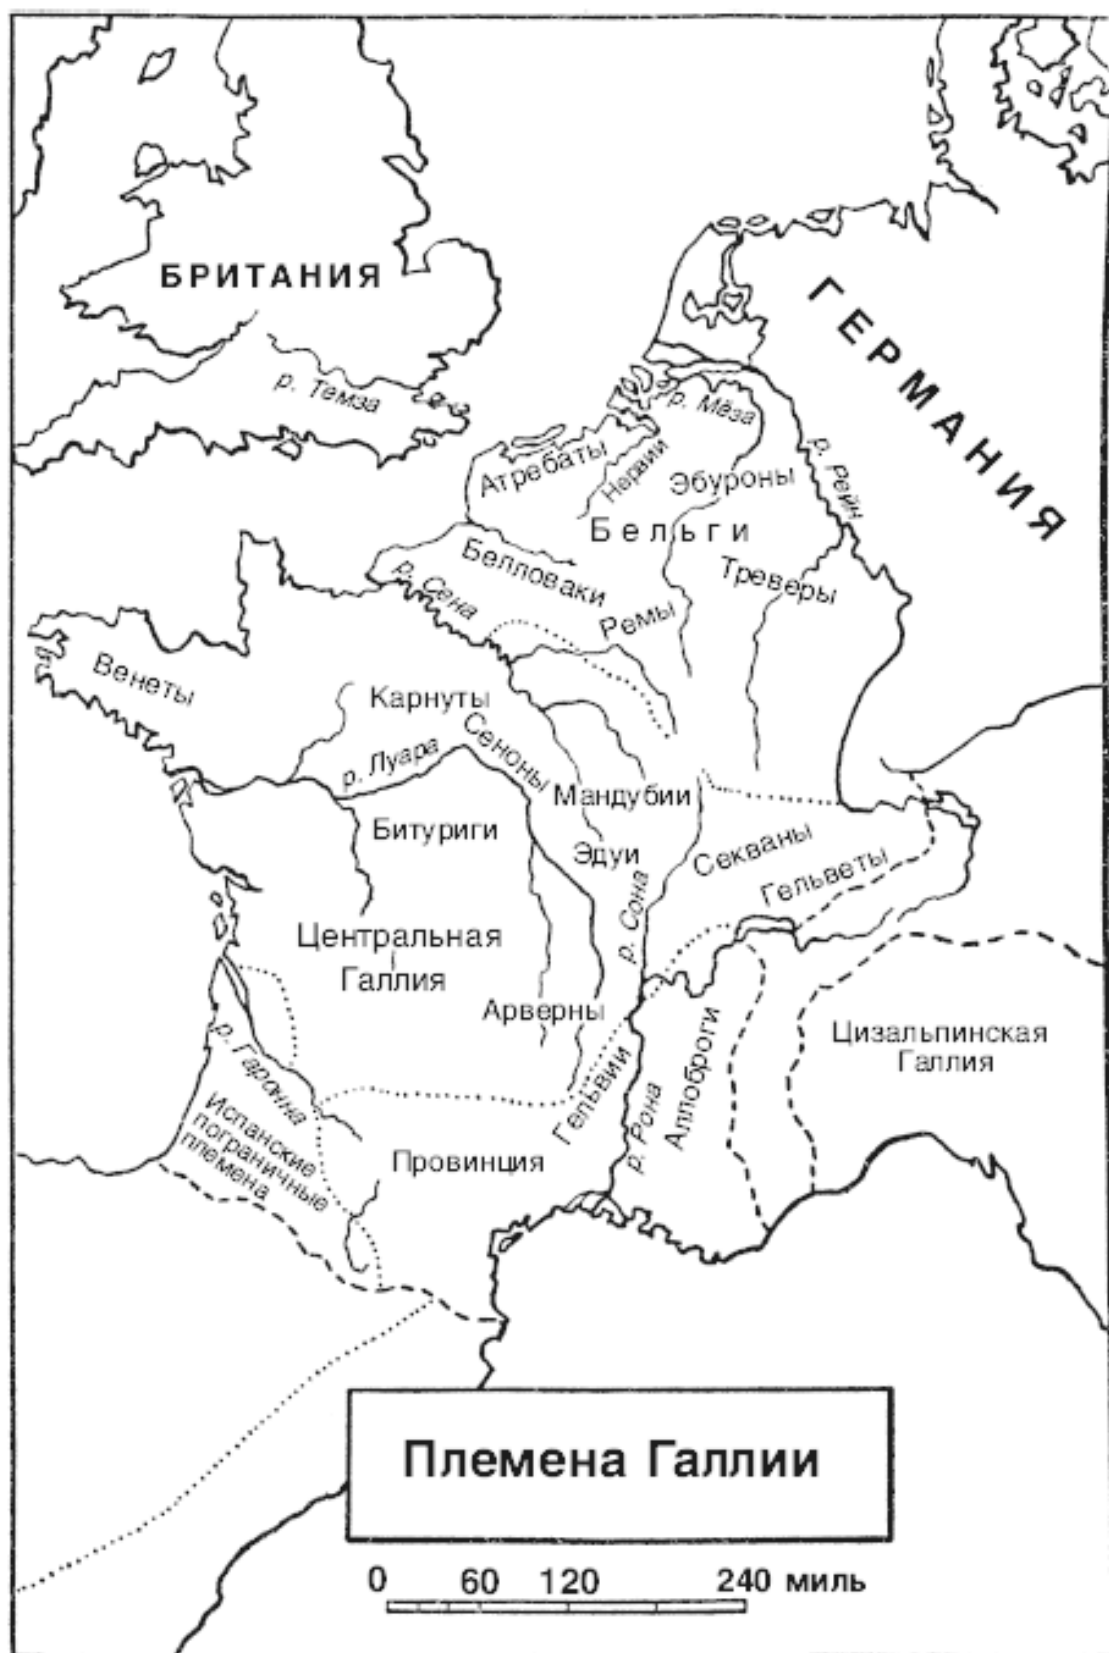 БРИТАНИЯ
ГЕРМАНИЯ
р. Темза
р. Мёза
р. Рейн
Атребаты
Нервии
Эбуроны
Бельги
Белловаки
Треверы
р. Сена
Ремы
Венеты
Карнуты
Сеноны
р. Луара
Мандубии
Битуриги
Эдуи
Секваны
Гельветы
р. Сона
Центральная
Галлия
Арверны
Цизальпинская
Галлия
р. Гаронна
Гельвии
Аллоброги
р. Рона
Испанские
пограничные
племена
Провинция
Племена Галлии
0 60 120 240 миль